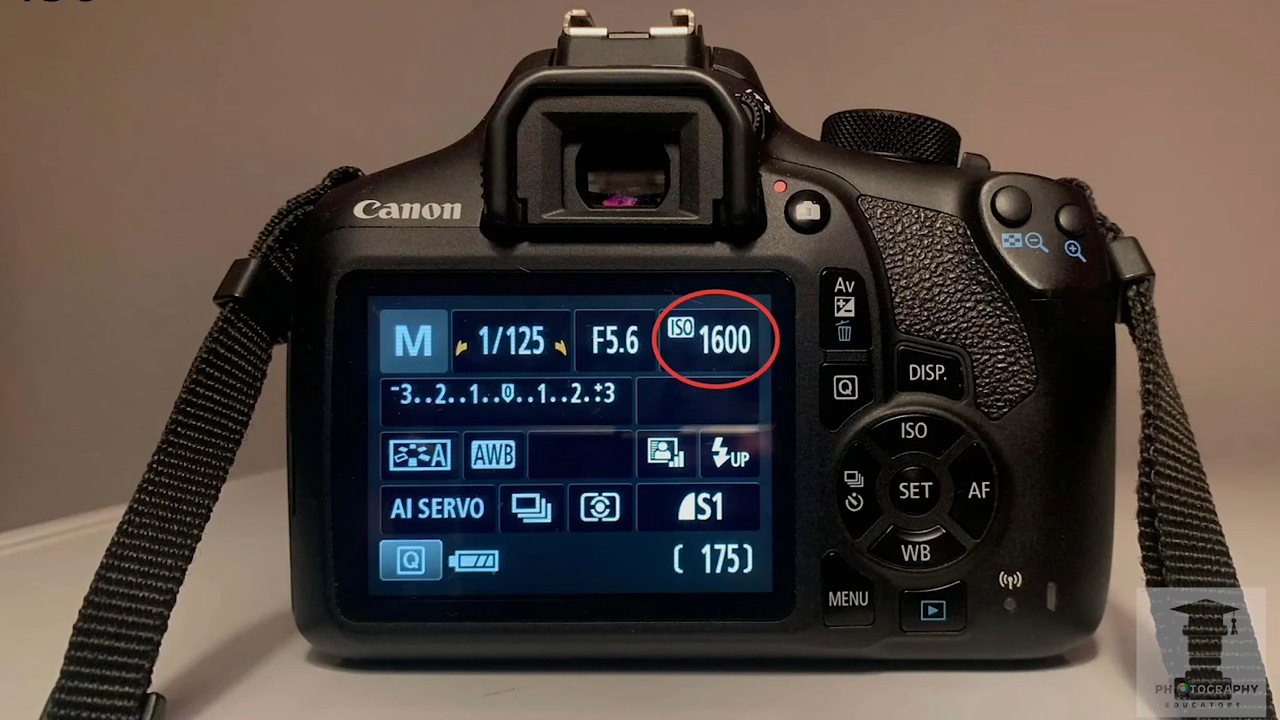 Canon
M 1/125 F5.6 ISO 1600
-3..2..1..0..1..2.+3
A AWB UP
AI SERVO S1
Q ( 175)
Av
Q
DISP.
ISO
SET AF
WB
MENU
PHOTOGRAPHY
EDUCATORS